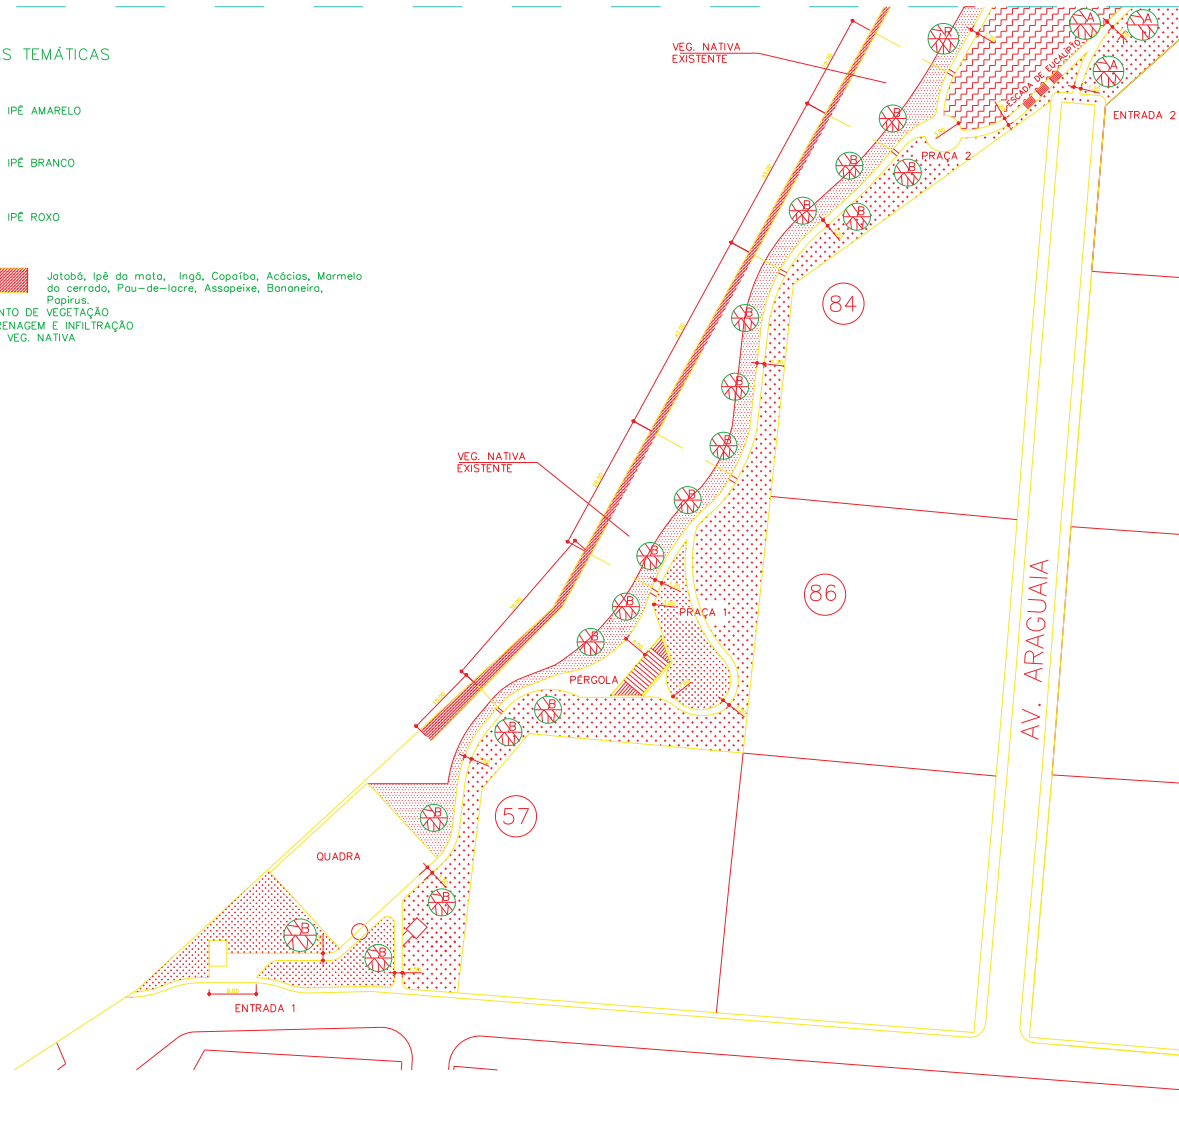 S TEMÁTICAS
IPÊ AMARELO
IPÊ BRANCO
IPÊ ROXO
Jatobá, Ipê da mata, Ingá, Copaíba, Acácias, Marmelo
do cerrado, Pau-de-lacre, Assapeixe, Bananeira,
Papirus.
NTO DE VEGETAÇÃO
RENAGEM E INFILTRAÇÃO
VEG. NATIVA
VEG. NATIVA
EXISTENTE
R
A
A
A
ESCADA DE EUCALIPTO
ENTRADA 2
PRAÇA 2
B
B
B
B
B
84
B
B
B
VEG. NATIVA
EXISTENTE
B
B
B
B
86
AV. ARAGUAIA
PRAÇA 1
PÉRGOLA
B
B
57
B
QUADRA
B
B
B
9.00
ENTRADA 1